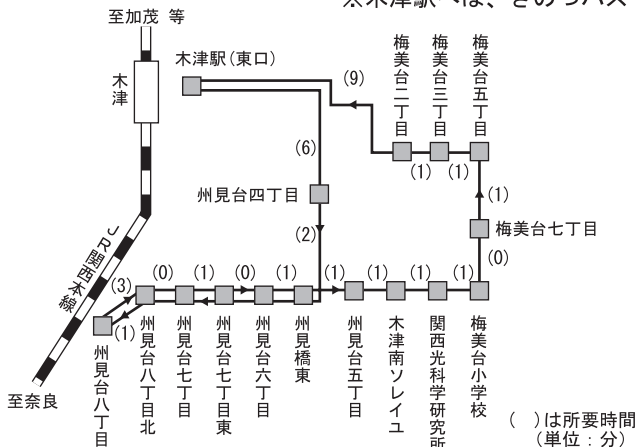 至加茂 等
※木津駅へは、きのつバス
木津
木津駅(東口)
(9)
梅美台二丁目
梅美台三丁目
梅美台五丁目
(6)
(1)
(1)
州見台四丁目
(1)
梅美台七丁目
(2)
(0)
JR関西本線
(3)
(0)
(1)
(0)
(1)
(1)
(1)
(1)
(1)
(1)
州見台八丁目
州見台八丁目北
州見台七丁目
州見台七丁目東
州見台六丁目
州見橋東
州見台五丁目
木津南ソレイユ
関西光科学研究所
梅美台小学校
至奈良
( )は所要時間
(単位:分)